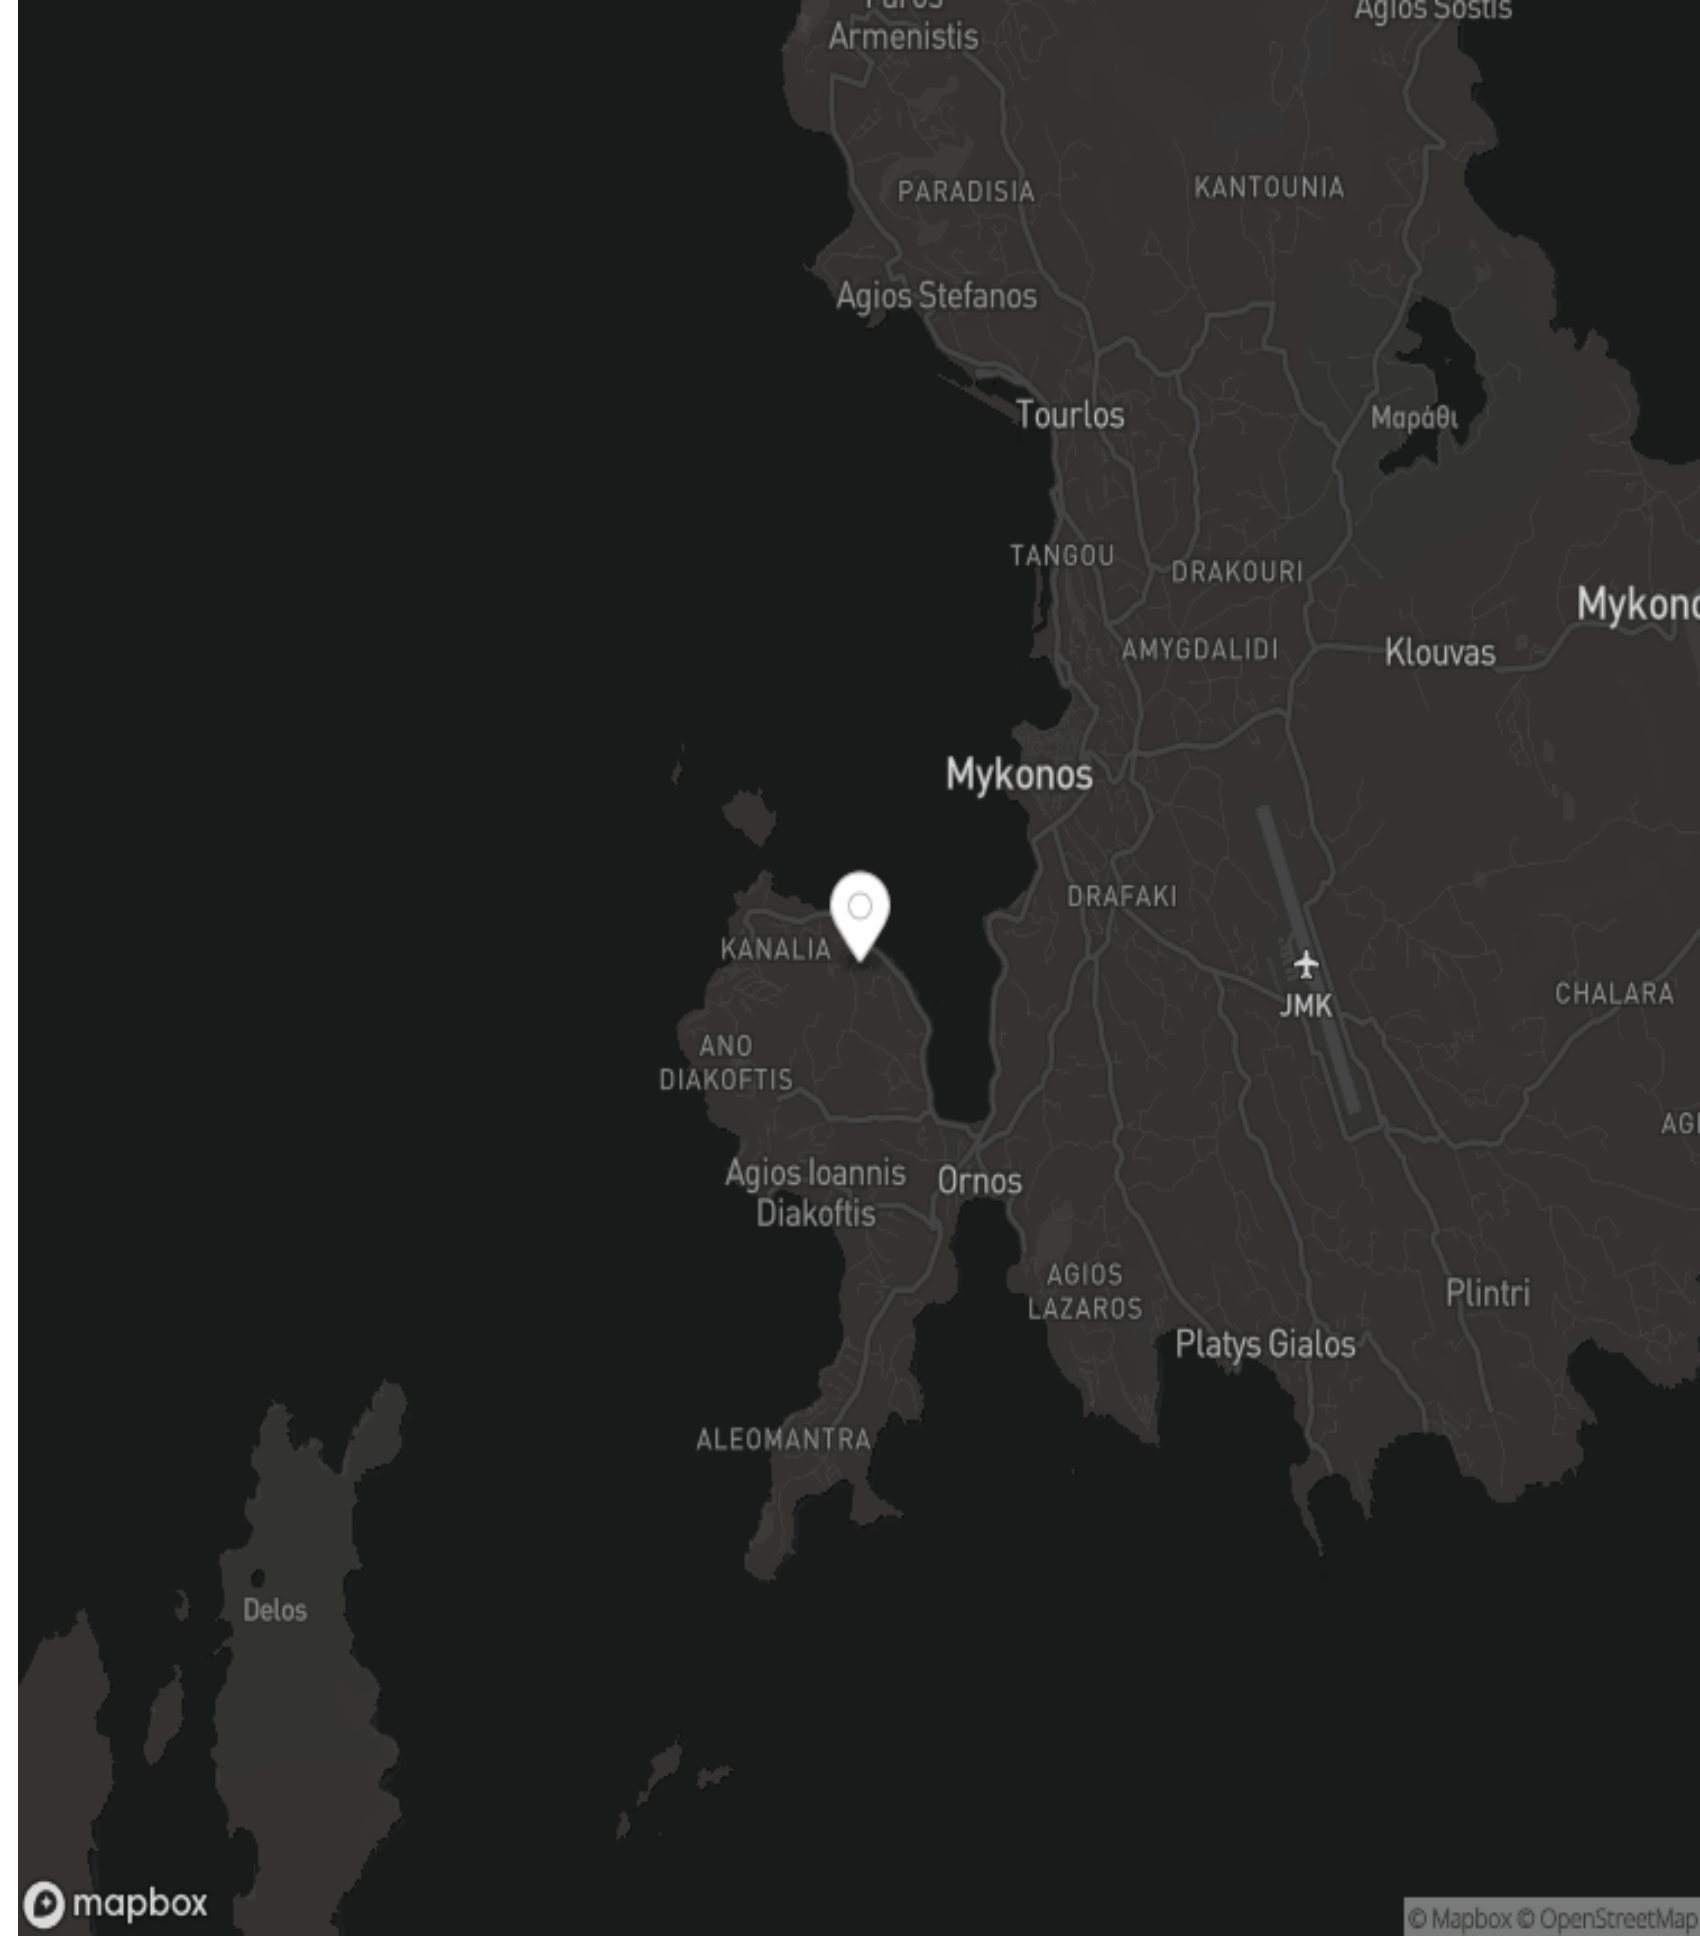 Armenistis
Agios Sostis
PARADISIA
KANTOUNIA
Agios Stefanos
Tourlos
Μαράθι
TANGOU
DRAKOURI
AMYGDALIDI
Klouvas
Mykonos
DRAFAKI
KANALIA
JMK
CHALARA
ANO
DIAKOFTIS
Agios Ioannis
Diakoftis
Ornos
AGIOS
LAZAROS
Plintri
Platys Gialos
ALEOMANTRA
Delos
mapbox
© Mapbox © OpenStreetMap